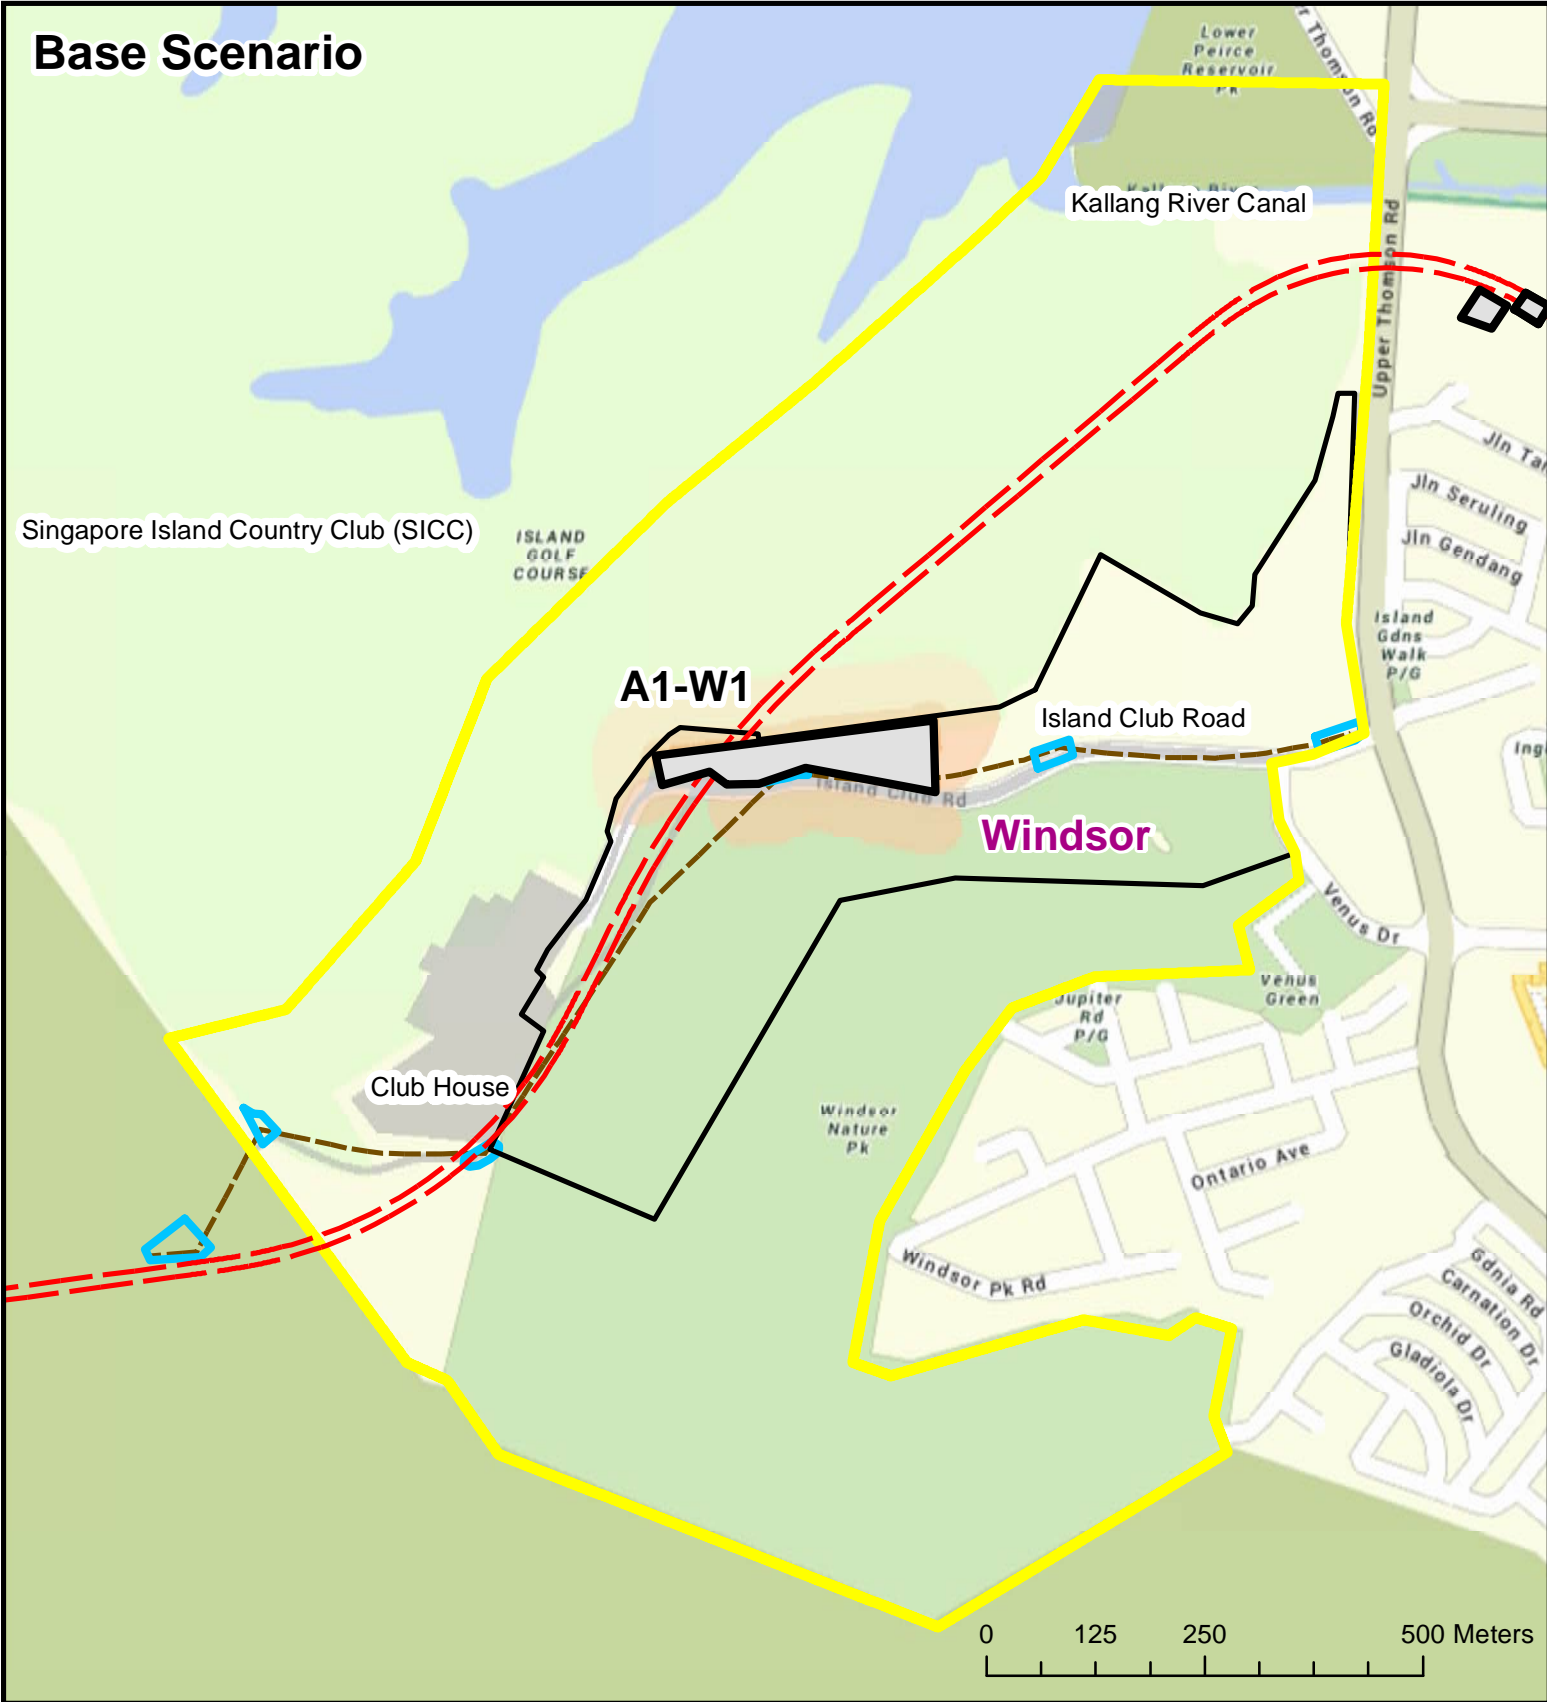 Base Scenario
Lower
Peirce
Reservoir
Pk
Kallang River Canal
Upper Thomson Rd
Singapore Island Country Club (SICC)
ISLAND
GOLF
COURSE
Jln Seruling
Jln Gendang
Island
Gdns
Walk
P/G
A1-W1
Island Club Road
Island Club Rd
Windsor
Venus Dr
Venus
Green
Jupiter
Rd
P/G
Club House
Windsor
Nature
Pk
Ontario Ave
Windsor Pk Rd
Gdnia Rd
Carnation Dr
Orchid Dr
Gladiola Dr
0 125 250 500 Meters